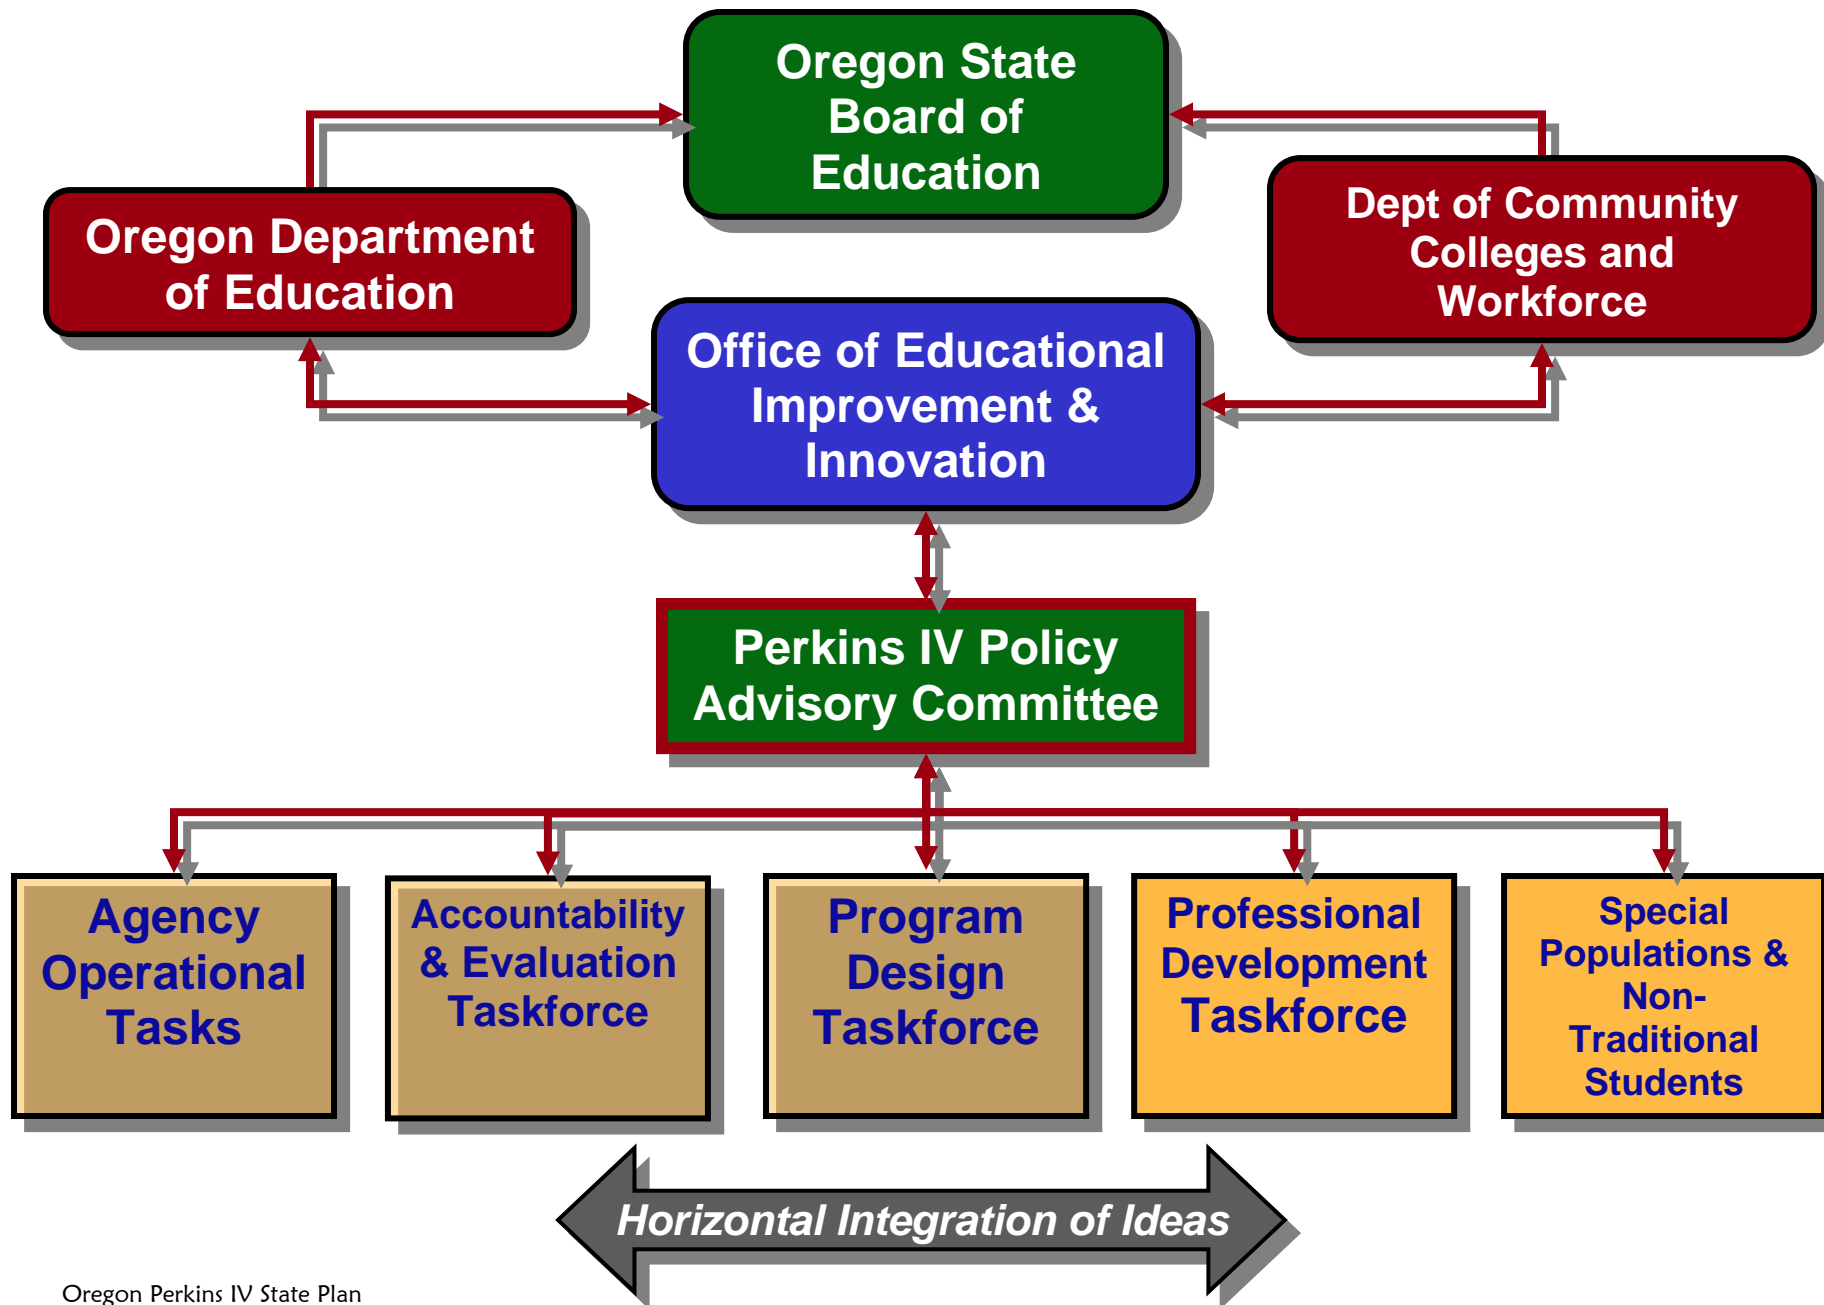 Oregon State
Board of
Education
Oregon Department
of Education
Dept of Community
Colleges and
Workforce
Office of Educational
Improvement &
Innovation
Perkins IV Policy
Advisory Committee
Agency
Operational
Tasks
Accountability
& Evaluation
Taskforce
Program
Design
Taskforce
Professional
Development
Taskforce
Special
Populations &
Non-
Traditional
Students
Horizontal Integration of Ideas
Oregon Perkins IV State Plan